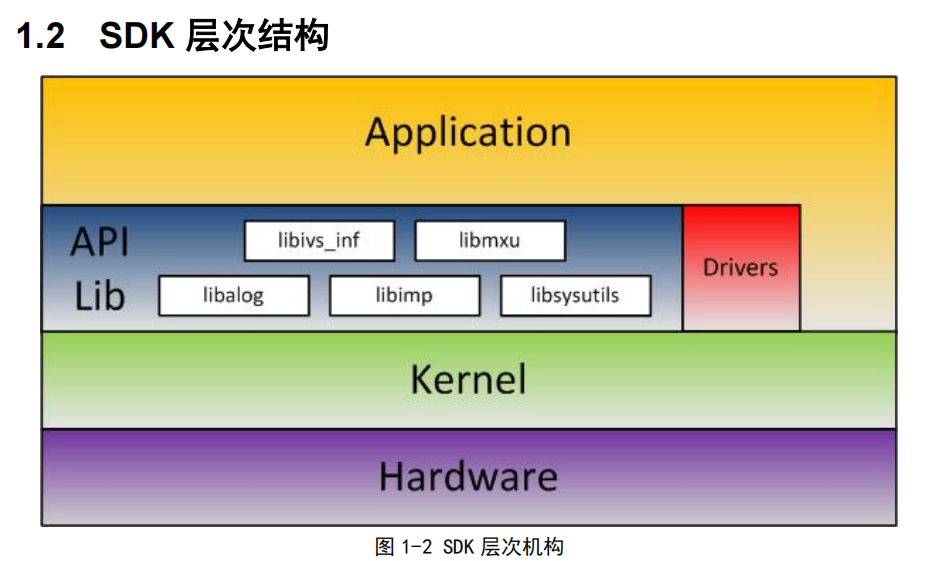 1.2 SDK 层次结构
Application
API
Lib
libivs_inf libmxu
libalog libimp libsysutils
Drivers
Kernel
Hardware
图 1-2 SDK 层次机构